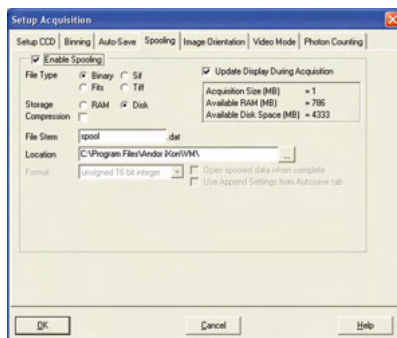 Setup Acquisition
Setup CCD Binning Auto-Save Spooling Image Orientation Video Mode Photon Counting
Enable Spooling
File Type Binary Sif
Fits Tiff
Storage RAM Disk
Compression
Update Display During Acquisition
Acquisition Size (MB) = 1
Available RAM (MB) = 786
Available Disk Space (MB) = 4333
File Stem spool .dat
Location C:\Program Files\Andor iXon\VM\ ...
Format unsigned 16 bit integer
Open spooled data when complete
Use Append Settings from Autosave tab
OK Cancel Help